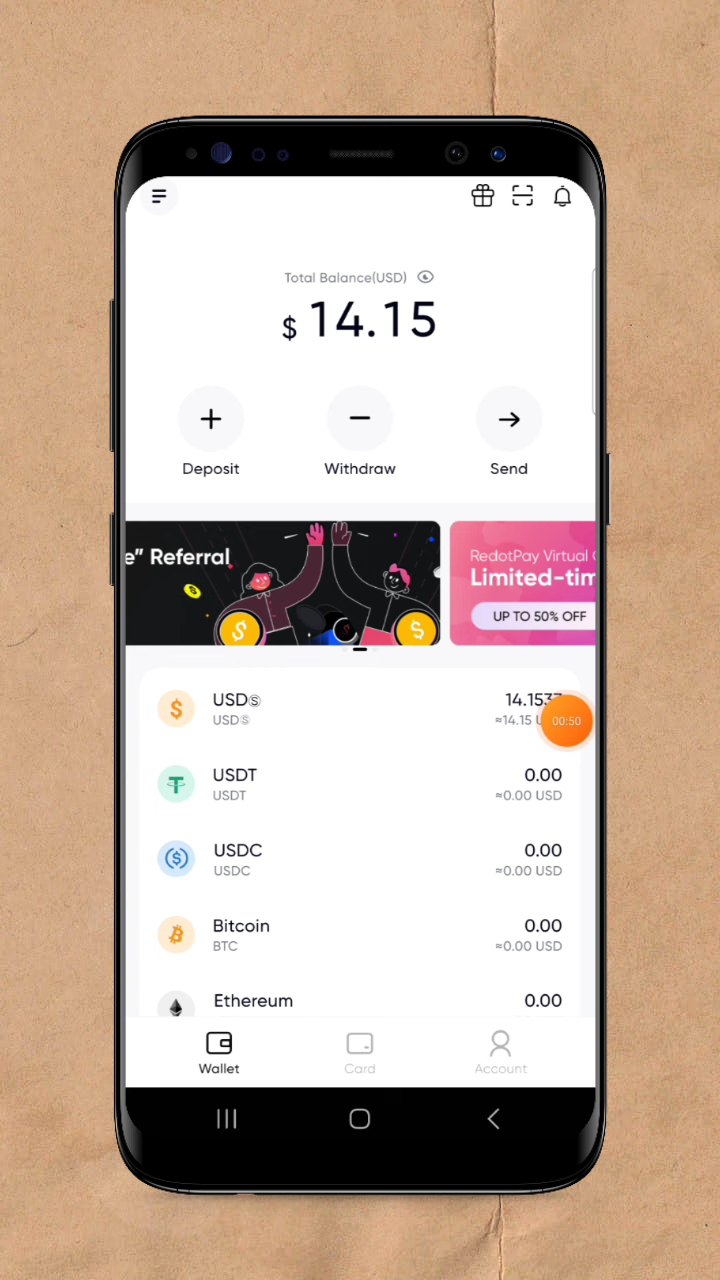 Total Balance(USD)
$ 14.15
Deposit
Withdraw
Send
e” Referral
RedotPay Virtual
Limited-tim
UP TO 50% OFF
USDⓈ
14.1537
USDⓈ
≈14.15 U
00:50
USDT
0.00
USDT
≈0.00 USD
USDC
0.00
USDC
≈0.00 USD
Bitcoin
0.00
BTC
≈0.00 USD
Ethereum
0.00
Wallet
Card
Account